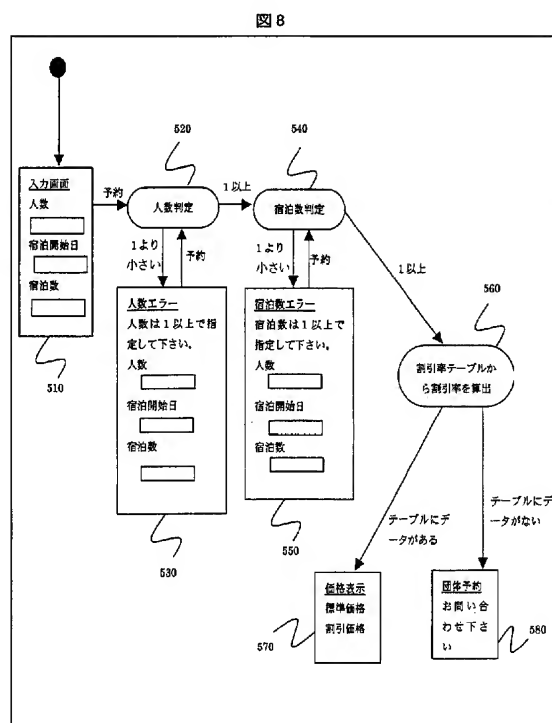 図8
520
540
入力画面
人数
宿泊開始日
宿泊数
510
予約
人数判定
1以上
宿泊数判定
1より
小さい
予約
1より
小さい
予約
1以上
人数エラー
人数は1以上で指
定して下さい。
人数
宿泊開始日
宿泊数
530
宿泊数エラー
宿泊数は1以上で
指定して下さい。
人数
宿泊開始日
宿泊数
550
560
割引率テーブルか
ら割引率を算出
テーブルにデ
ータがある
テーブルにデ
ータがない
価格表示
標準価格
割引価格
570
団体予約
お問い合
わせ下さ
い
580